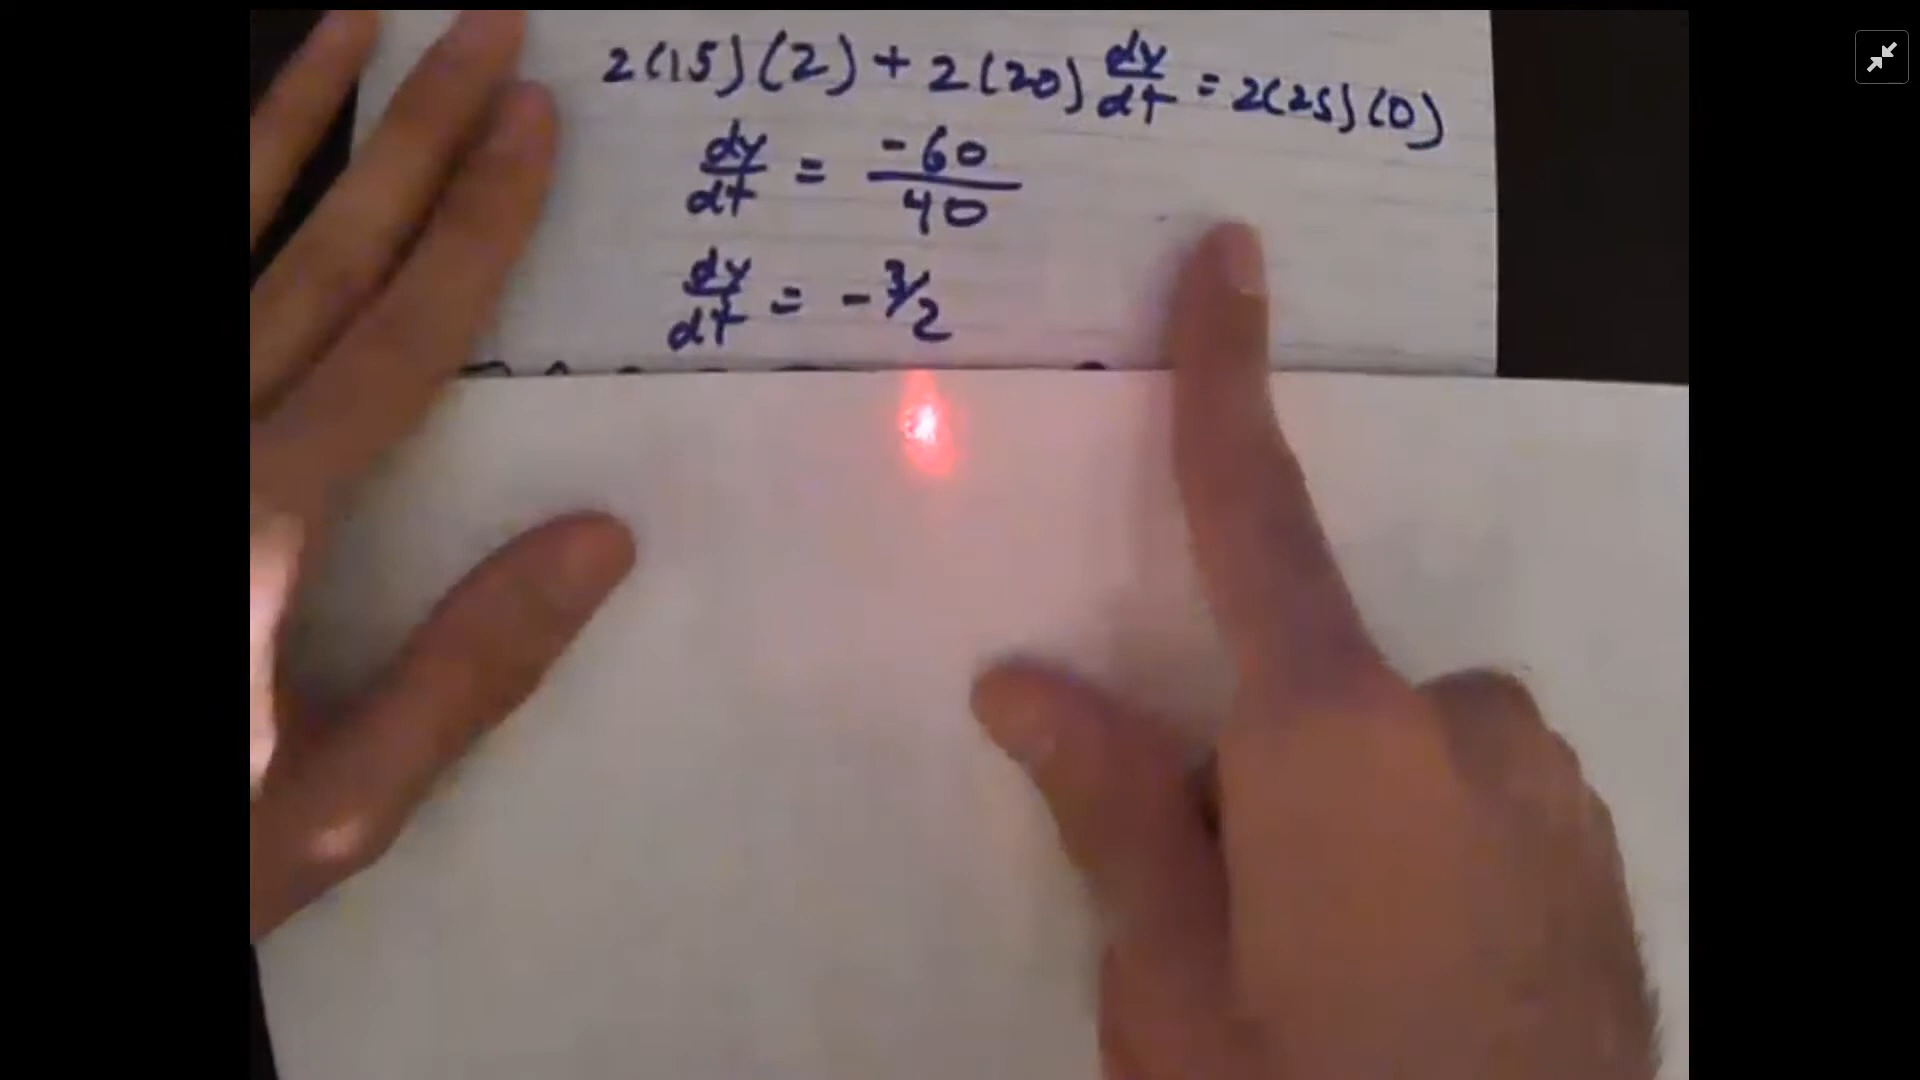 2(15)(2) + 2(20) dy/dt = 2(25)(0)
dy/dt = -60/40
dy/dt = -3/2